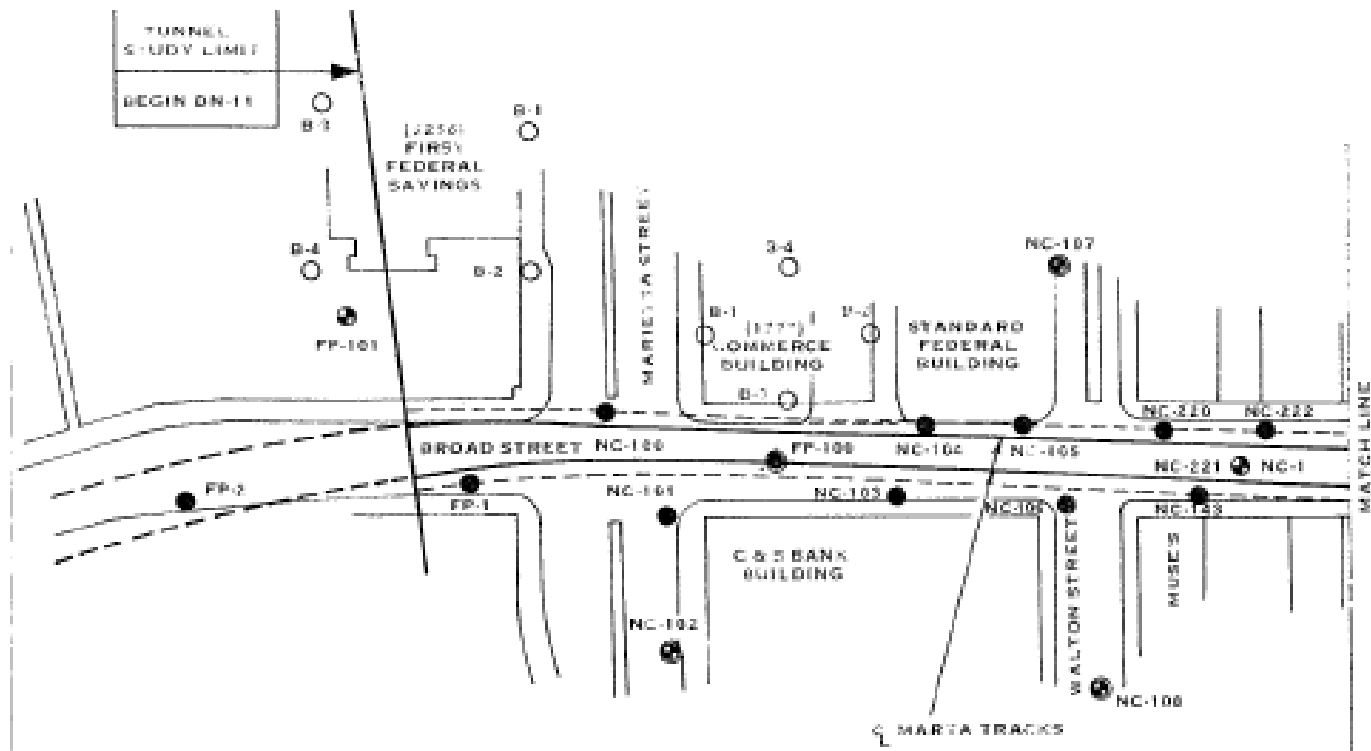 TUNNEL
STUDY LIMIT
BEGIN DN-11
B-3
B-1
FIRST
FEDERAL
SAVINGS
B-4
B-2
FP-101
MARIETTA STREET
3-4
B-1
COMMERCE
BUILDING
B-3
STANDARD
FEDERAL
BUILDING
NC-107
BROAD STREET
NC-100
FP-100
NC-104
NC-105
NC-220
NC-222
NC-221
NC-1
MATCH LINE
FP-2
FP-1
NC-101
NC-103
NC-143
C & S BANK
BUILDING
NC-102
WALTON STREET
MUSES
NC-108
℄ MARTA TRACKS